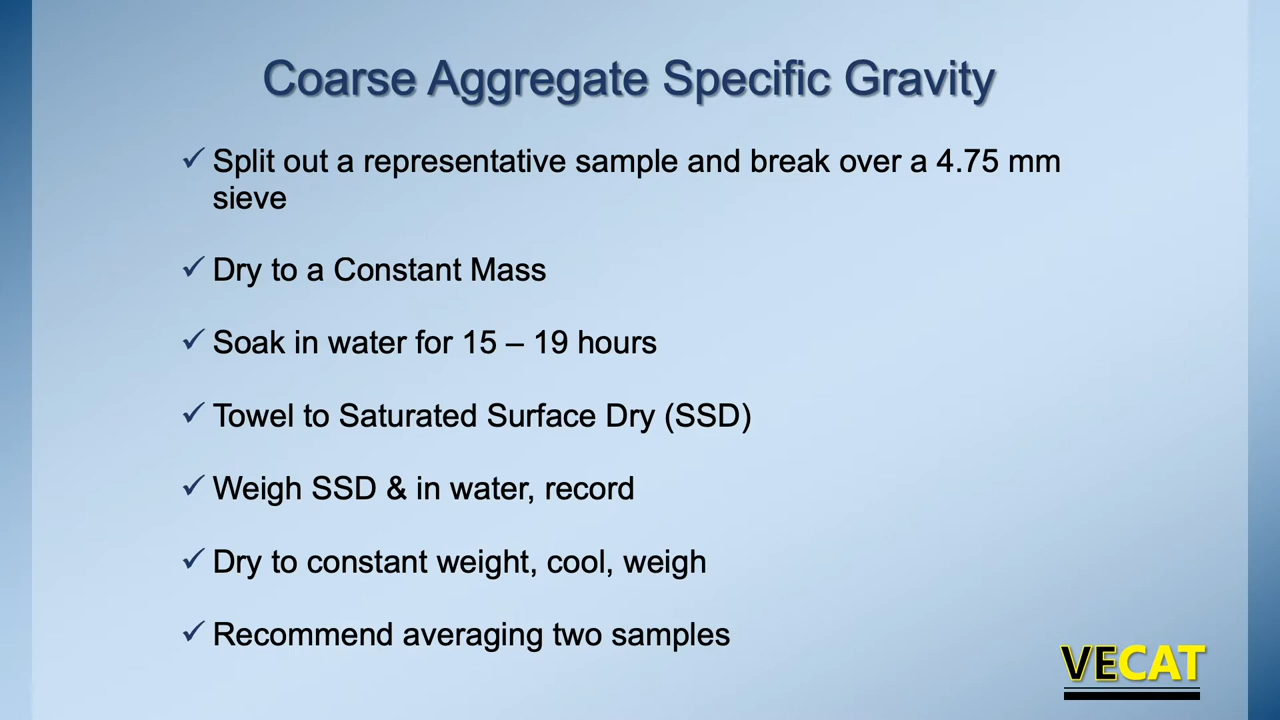 Coarse Aggregate Specific Gravity
✓ Split out a representative sample and break over a 4.75 mm
sieve
✓ Dry to a Constant Mass
✓ Soak in water for 15 – 19 hours
✓ Towel to Saturated Surface Dry (SSD)
✓ Weigh SSD & in water, record
✓ Dry to constant weight, cool, weigh
✓ Recommend averaging two samples
VECAT